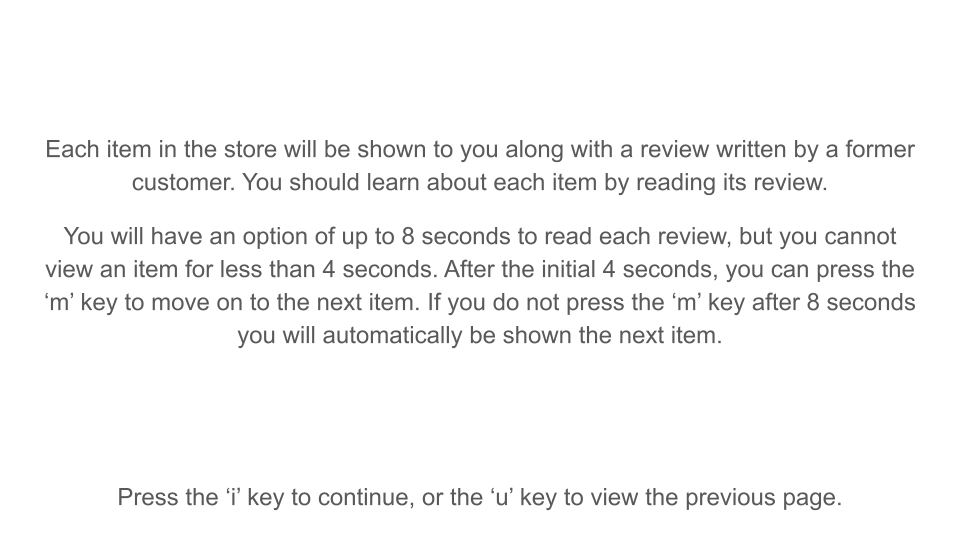 Each item in the store will be shown to you along with a review written by a former
customer. You should learn about each item by reading its review.
You will have an option of up to 8 seconds to read each review, but you cannot
view an item for less than 4 seconds. After the initial 4 seconds, you can press the
‘m’ key to move on to the next item. If you do not press the ‘m’ key after 8 seconds
you will automatically be shown the next item.
Press the ‘i’ key to continue, or the ‘u’ key to view the previous page.